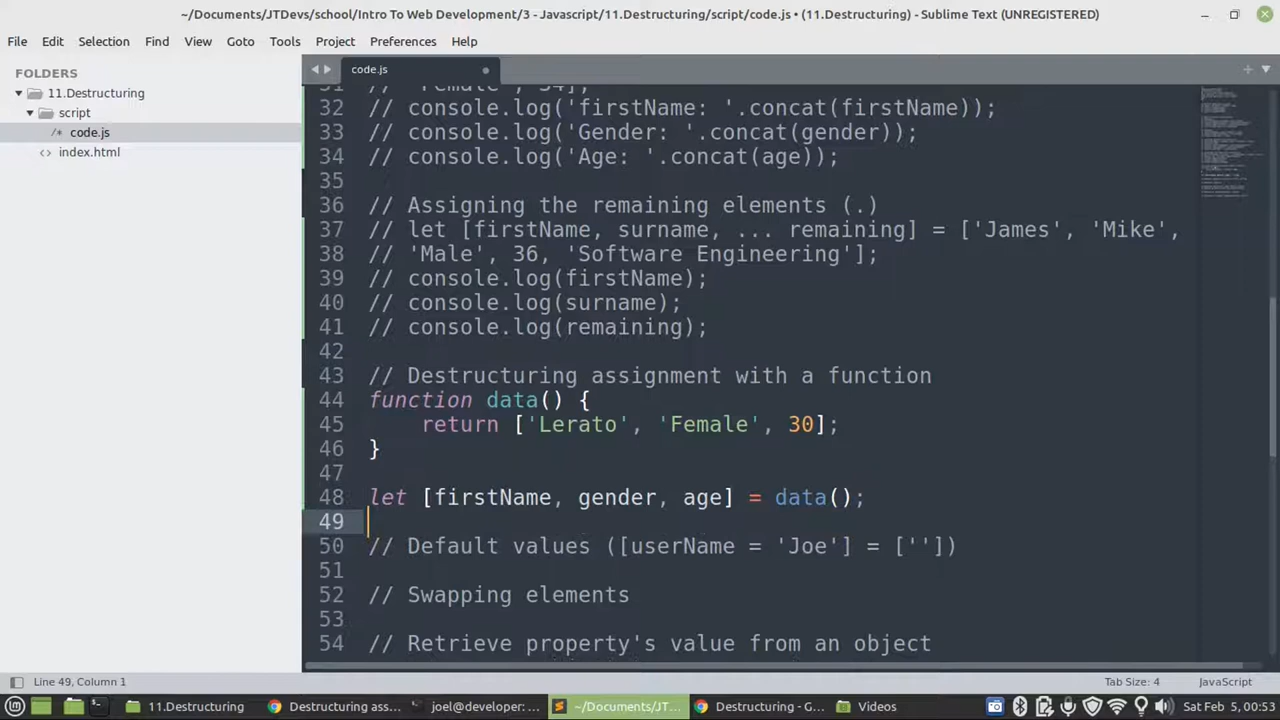 ~/Documents/JTDevs/school/Intro To Web Development/3 - Javascript/11.Destructuring/script/code.js • (11.Destructuring) - Sublime Text (UNREGISTERED)
File Edit Selection Find View Goto Tools Project Preferences Help
FOLDERS
11.Destructuring
script
/* code.js
<> index.html
code.js
32 // console.log('firstName: '.concat(firstName));
33 // console.log('Gender: '.concat(gender));
34 // console.log('Age: '.concat(age));
35
36 // Assigning the remaining elements (.)
37 // let [firstName, surname, ... remaining] = ['James', 'Mike',
38 // 'Male', 36, 'Software Engineering'];
39 // console.log(firstName);
40 // console.log(surname);
41 // console.log(remaining);
42
43 // Destructuring assignment with a function
44 function data() {
45 return ['Lerato', 'Female', 30];
46 }
47
48 let [firstName, gender, age] = data();
49
50 // Default values ([userName = 'Joe'] = [''])
51
52 // Swapping elements
53
54 // Retrieve property's value from an object
Line 49, Column 1 Tab Size: 4 JavaScript
11.Destructuring Destructuring ass... joel@developer: ... ~/Documents/JT... Destructuring - G... Videos Sat Feb 5, 00:53